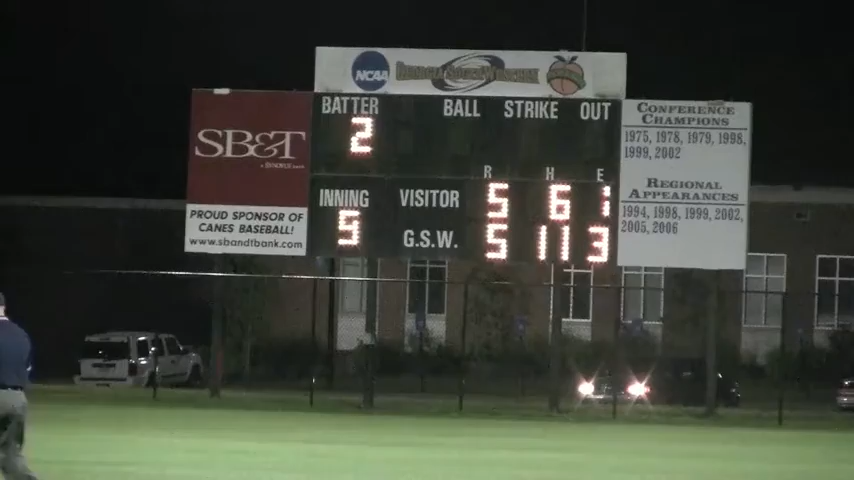 NCAA GEORGIA SOUTHWESTERN
BATTER BALL STRIKE OUT
2
R H E
INNING VISITOR 5 6 1
5 G.S.W. 5 11 3
SB&T
PROUD SPONSOR OF
CANES BASEBALL!
www.sbandtbank.com
CONFERENCE
CHAMPIONS
1975, 1978, 1979, 1998,
1999, 2002
REGIONAL
APPEARANCES
1994, 1998, 1999, 2002,
2005, 2006